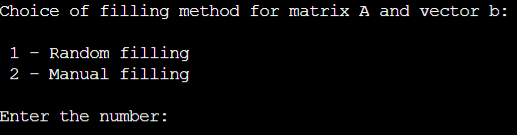 Choice of filling method for matrix A and vector b:
1 - Random filling
2 - Manual filling
Enter the number: